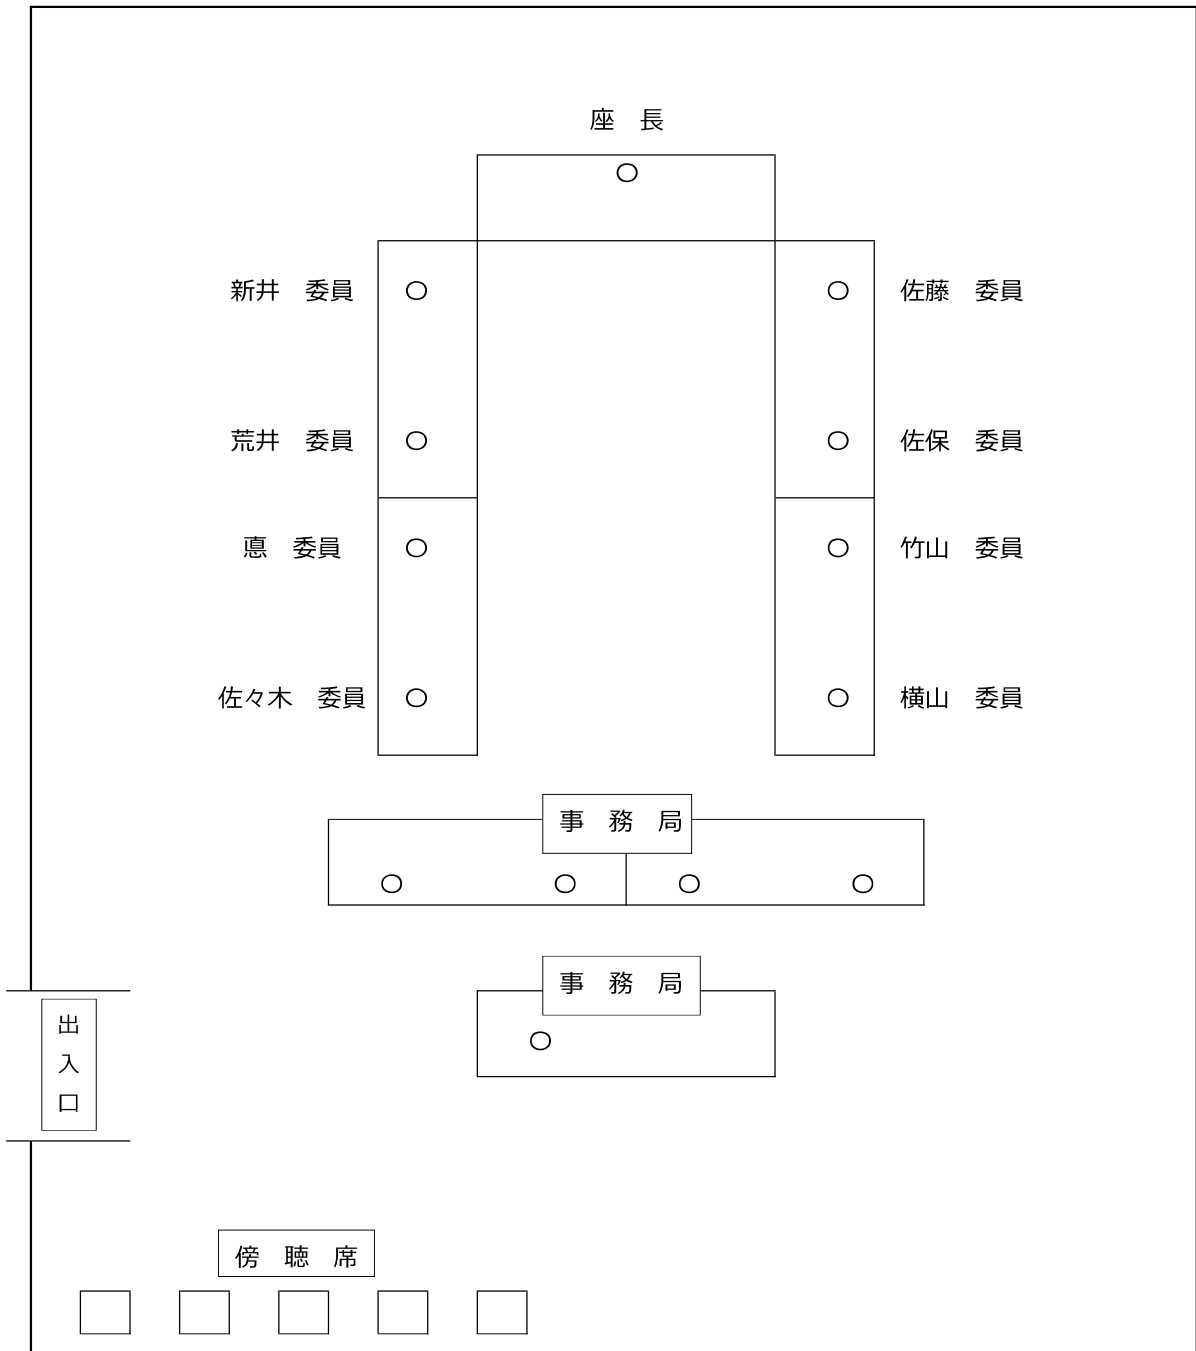 座　長
新井　委員
佐藤　委員
荒井　委員
佐保　委員
悳　委員
竹山　委員
佐々木　委員
横山　委員
事　務　局
事　務　局
出
入
口
傍　聴　席